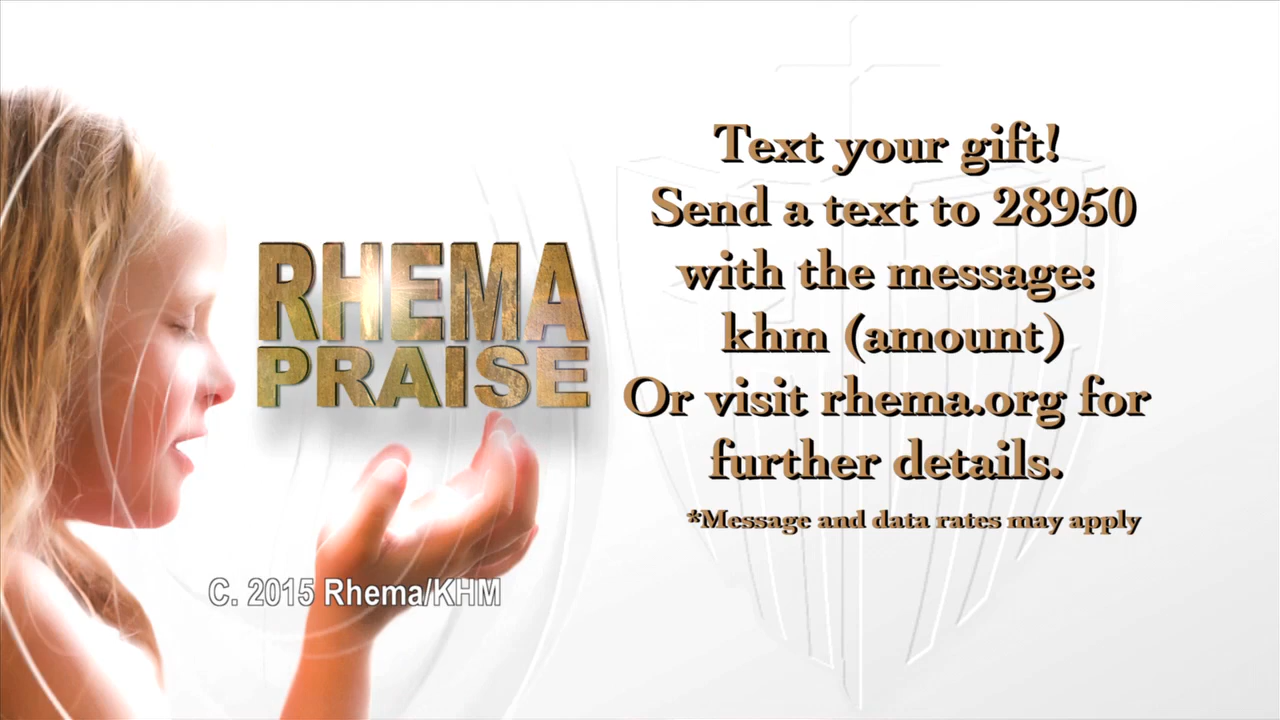 RHEMA
PRAISE
Text your gift!
Send a text to 28950
with the message:
khm (amount)
Or visit rhema.org for
further details.
*Message and data rates may apply
C. 2015 Rhema/KHM